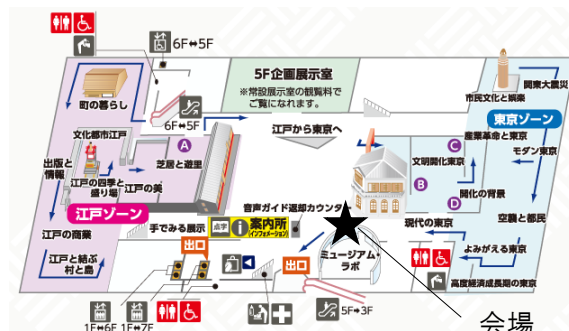 6F⇔5F
5F企画展示室
※常設展示室の観覧料で
ご覧になれます。
町の暮らし
6F⇔5F
江戸から東京へ
市民文化と娯楽
関東大震災
東京ゾーン
産業革命と東京
モダン東京
文化都市江戸
A
芝居と遊里
C
文明開化東京
B
開化の背景
D
出版と
情報
江戸の四季と
盛り場
江戸の美
江戸ゾーン
音声ガイド返却カウンター
手でみる展示
点字
i
案内所
(インフォメーション)
現代の東京
空襲と都民
江戸の商業
出口
出口
ミュージアム・
ラボ
よみがえる東京
江戸と結ぶ
村と島
高度経済成長期の東京
1F⇔6F
1F⇔7F
5F⇔3F
会場